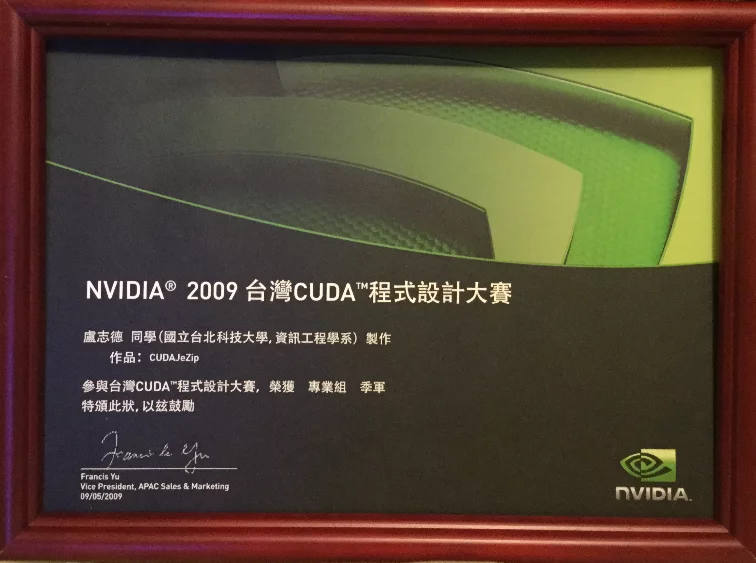 NVIDIA® 2009 台灣CUDA™程式設計大賽
盧志德 同學(國立台北科技大學,資訊工程學系) 製作
作品: CUDAJeZip
參與台灣CUDA™程式設計大賽, 榮獲 專業組 季軍
特頒此狀,以茲鼓勵
Francis Yu
Francis Yu
Vice President, APAC Sales & Marketing
09/05/2009
NVIDIA.